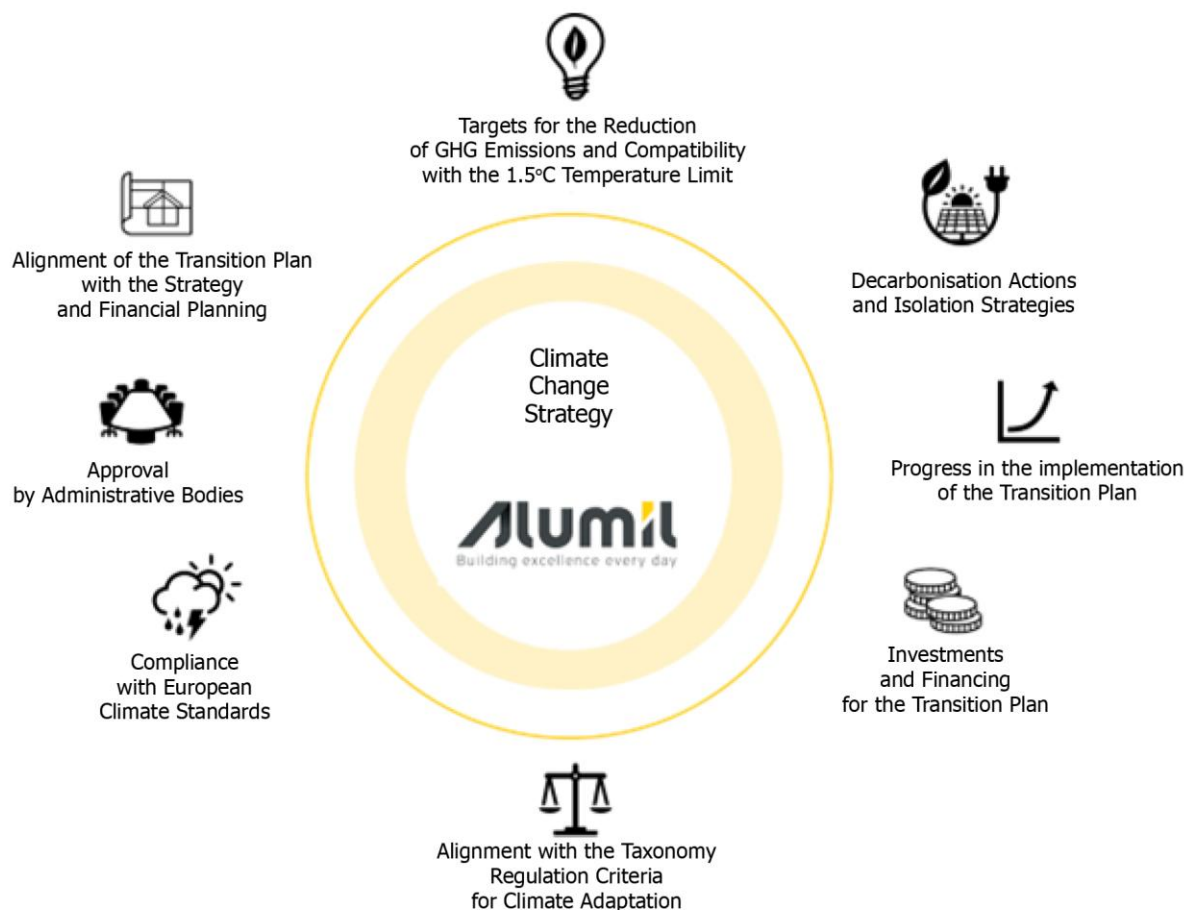 Targets for the Reduction
of GHG Emissions and Compatibility
with the 1.5°C Temperature Limit
Alignment of the Transition Plan
with the Strategy
and Financial Planning
Decarbonisation Actions
and Isolation Strategies
Climate
Change
Strategy
Approval
by Administrative Bodies
Progress in the implementation
of the Transition Plan
Alumil
Building excellence every day
Compliance
with European
Climate Standards
Investments
and Financing
for the Transition Plan
Alignment with the Taxonomy
Regulation Criteria
for Climate Adaptation